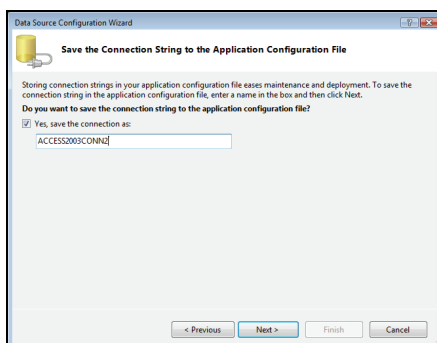 Data Source Configuration Wizard
Save the Connection String to the Application Configuration File
Storing connection strings in your application configuration file eases maintenance and deployment. To save the
connection string in the application configuration file, enter a name in the box and then click Next.
Do you want to save the connection string to the application configuration file?
Yes, save the connection as:
ACCESS2003CONN2
< Previous Next > Finish Cancel